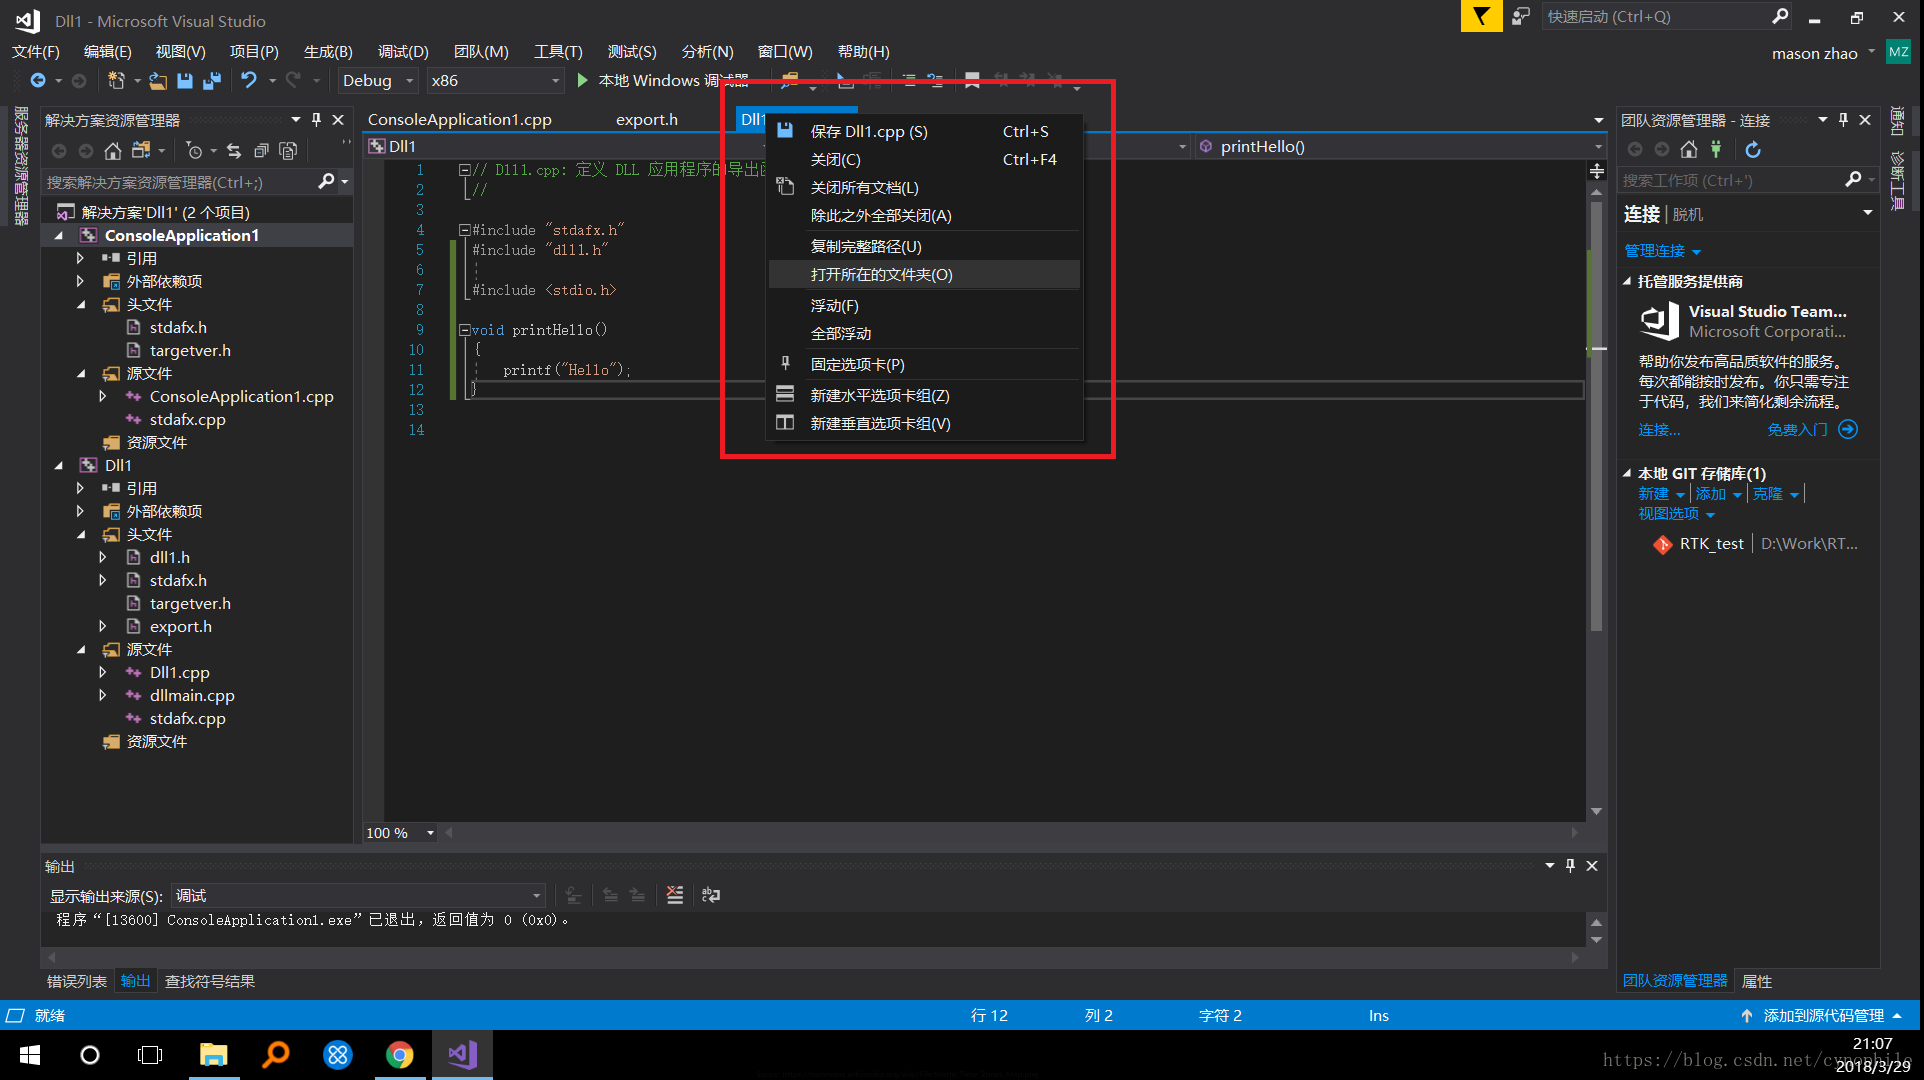 Dll1 - Microsoft Visual Studio
快速启动 (Ctrl+Q)
文件(F) 编辑(E) 视图(V) 项目(P) 生成(B) 调试(D) 团队(M) 工具(T) 测试(S) 分析(N) 窗口(W) 帮助(H)
mason zhao
MZ
Debug x86 本地 Windows 调试器
服务器资源管理器
解决方案资源管理器
搜索解决方案资源管理器(Ctrl+;)
解决方案'Dll1' (2 个项目)
ConsoleApplication1
引用
外部依赖项
头文件
stdafx.h
targetver.h
源文件
ConsoleApplication1.cpp
stdafx.cpp
资源文件
Dll1
引用
外部依赖项
头文件
dll1.h
stdafx.h
targetver.h
export.h
源文件
Dll1.cpp
dllmain.cpp
stdafx.cpp
资源文件
ConsoleApplication1.cpp export.h Dll1
Dll1 printHello()
1 // Dll1.cpp: 定义 DLL 应用程序的导出
2 //
3
4 #include "stdafx.h"
5 #include "dll1.h"
6
7 #include <stdio.h>
8
9 void printHello()
10 {
11 printf("Hello");
12 }
13
14
保存 Dll1.cpp (S) Ctrl+S
关闭(C) Ctrl+F4
关闭所有文档(L)
除此之外全部关闭(A)
复制完整路径(U)
打开所在的文件夹(O)
浮动(F)
全部浮动
固定选项卡(P)
新建水平选项卡组(Z)
新建垂直选项卡组(V)
100 %
输出
显示输出来源(S): 调试
程序“[13600] ConsoleApplication1.exe”已退出，返回值为 0 (0x0)。
错误列表 输出 查找符号结果
团队资源管理器 - 连接
搜索工作项 (Ctrl+')
连接 | 脱机
管理连接
托管服务提供商
Visual Studio Team...
Microsoft Corporati...
帮助你发布高品质软件的服务。
每次都能按时发布。你只需专注
于代码，我们来简化剩余流程。
连接... 免费入门
本地 GIT 存储库(1)
新建 | 添加 | 克隆 |
视图选项
RTK_test | D:\Work\RT...
团队资源管理器 属性
通知
诊断工具
就绪 行 12 列 2 字符 2 Ins 添加到源代码管理
21:07
https://blog.csdn.net/cynophile
2018/3/29